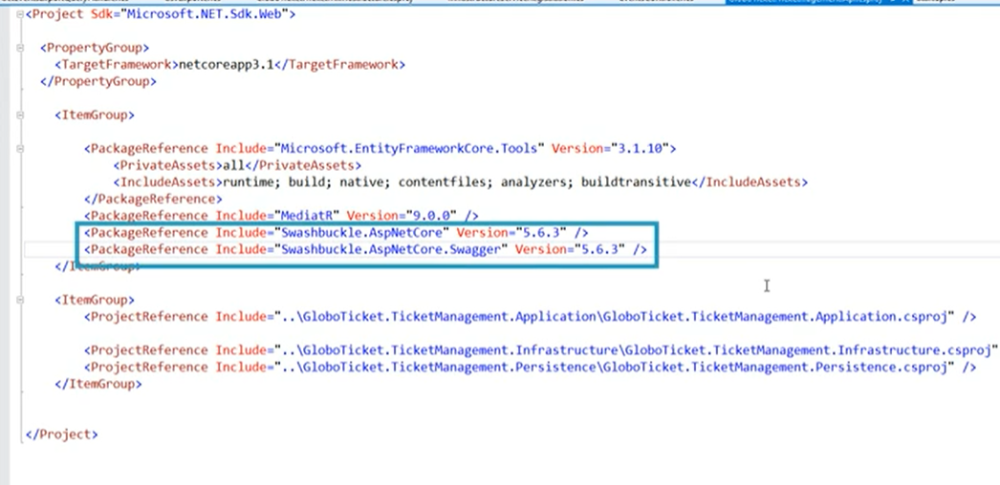 <Project Sdk="Microsoft.NET.Sdk.Web">
<PropertyGroup>
<TargetFramework>netcoreapp3.1</TargetFramework>
</PropertyGroup>
<ItemGroup>
<PackageReference Include="Microsoft.EntityFrameworkCore.Tools" Version="3.1.10">
<PrivateAssets>all</PrivateAssets>
<IncludeAssets>runtime; build; native; contentfiles; analyzers; buildtransitive</IncludeAssets>
</PackageReference>
<PackageReference Include="MediatR" Version="9.0.0" />
<PackageReference Include="Swashbuckle.AspNetCore" Version="5.6.3" />
<PackageReference Include="Swashbuckle.AspNetCore.Swagger" Version="5.6.3" />
</ItemGroup>
<ItemGroup>
<ProjectReference Include="..\GloboTicket.TicketManagement.Application\GloboTicket.TicketManagement.Application.csproj" />
<ProjectReference Include="..\GloboTicket.TicketManagement.Infrastructure\GloboTicket.TicketManagement.Infrastructure.csproj"
<ProjectReference Include="..\GloboTicket.TicketManagement.Persistence\GloboTicket.TicketManagement.Persistence.csproj" />
</ItemGroup>
</Project>